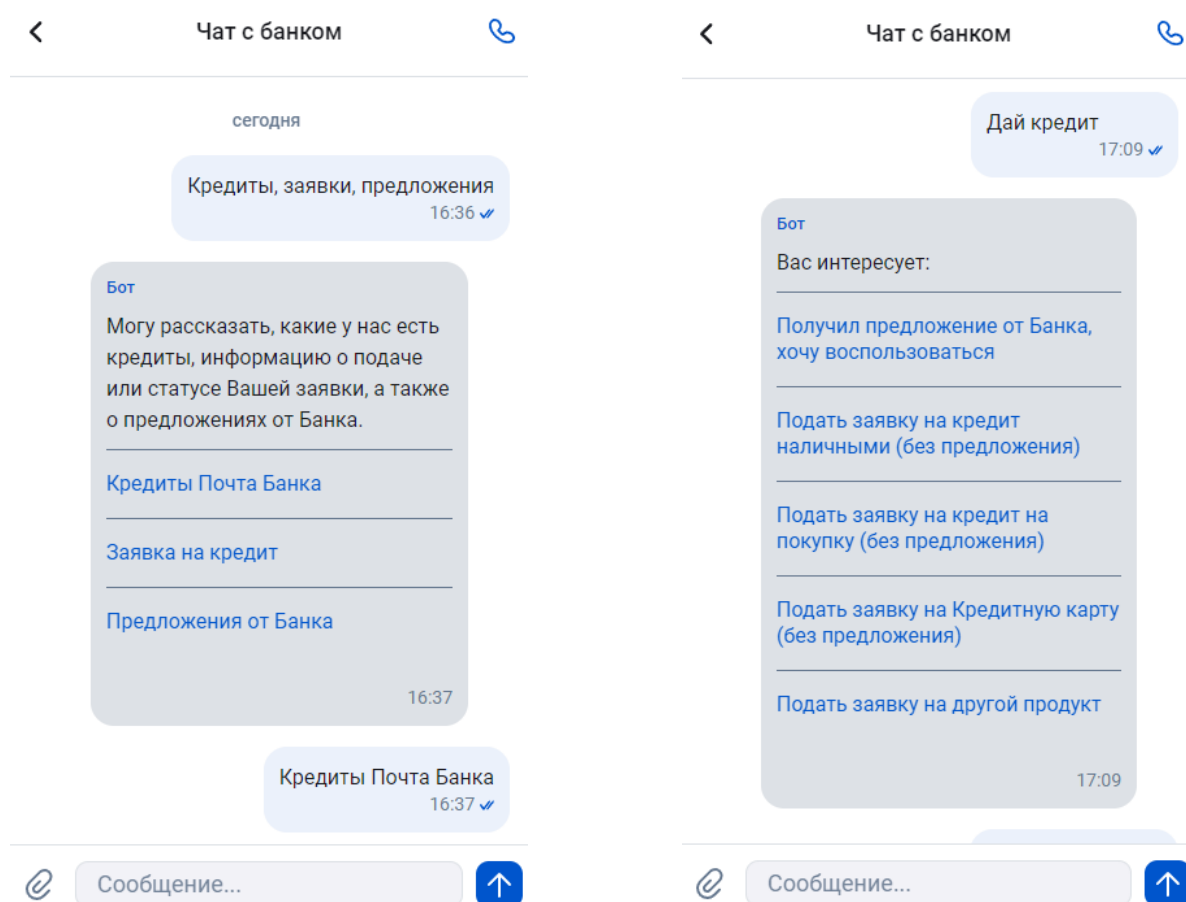 Чат с банком
сегодня
Кредиты, заявки, предложения
16:36
Бот
Могу рассказать, какие у нас есть
кредиты, информацию о подаче
или статусе Вашей заявки, а также
о предложениях от Банка.
Кредиты Почта Банка
Заявка на кредит
Предложения от Банка
16:37
Кредиты Почта Банка
16:37
Сообщение...
Чат с банком
Дай кредит
17:09
Бот
Вас интересует:
Получил предложение от Банка,
хочу воспользоваться
Подать заявку на кредит
наличными (без предложения)
Подать заявку на кредит на
покупку (без предложения)
Подать заявку на Кредитную карту
(без предложения)
Подать заявку на другой продукт
17:09
Сообщение...